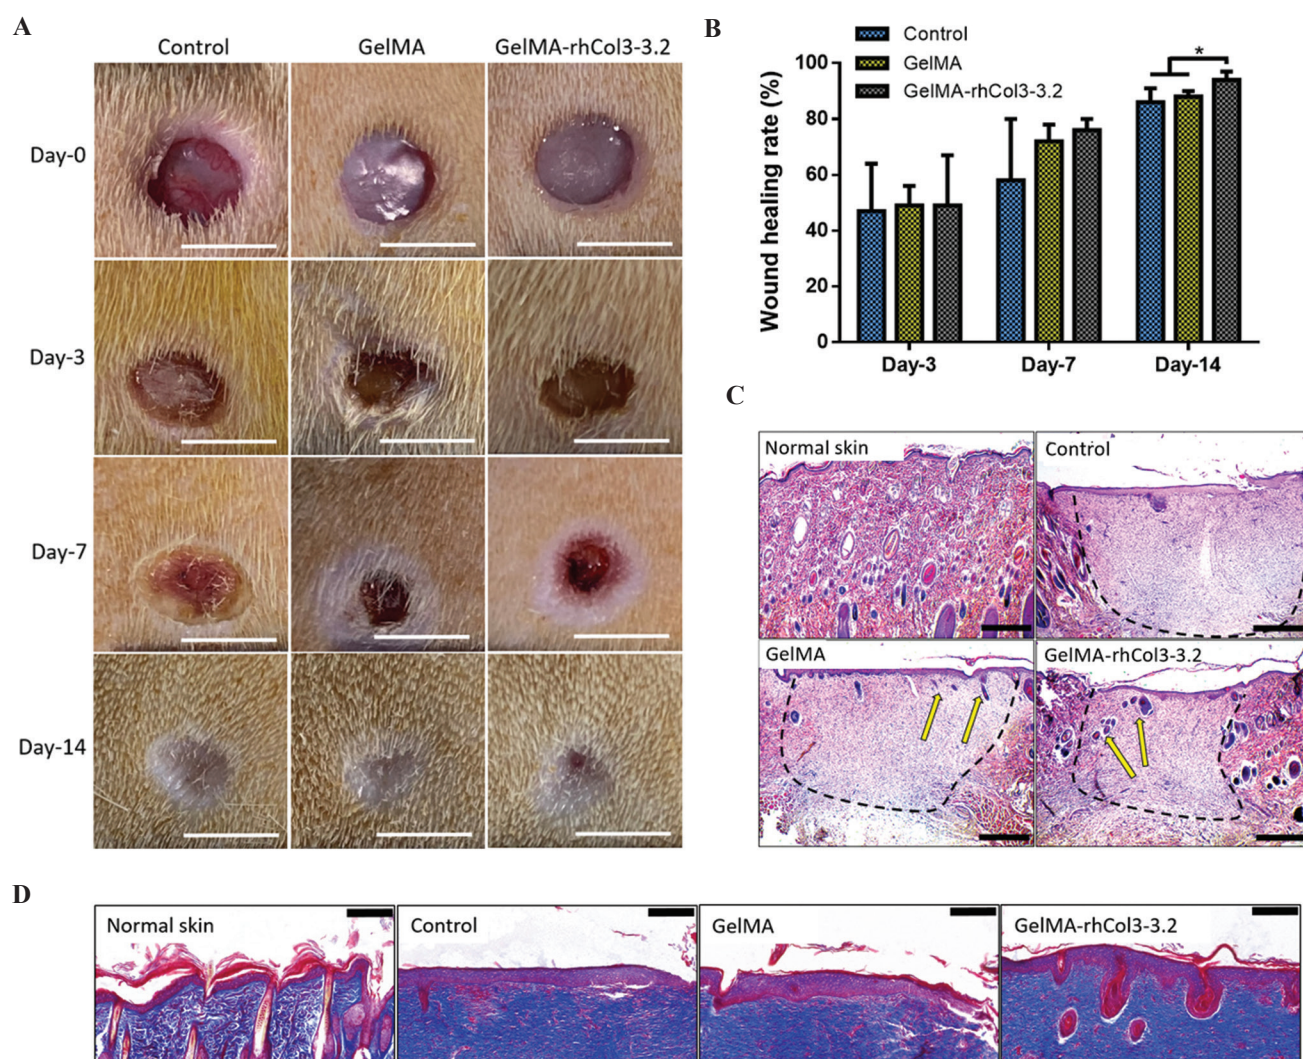 A
Control
GelMA
GelMA-rhCol3-3.2
Day-0
Day-3
Day-7
Day-14
B
Control
GelMA
GelMA-rhCol3-3.2
*
Wound healing rate (%)
100
80
60
40
20
0
Day-3
Day-7
Day-14
C
Normal skin
Control
GelMA
GelMA-rhCol3-3.2
D
Normal skin
Control
GelMA
GelMA-rhCol3-3.2